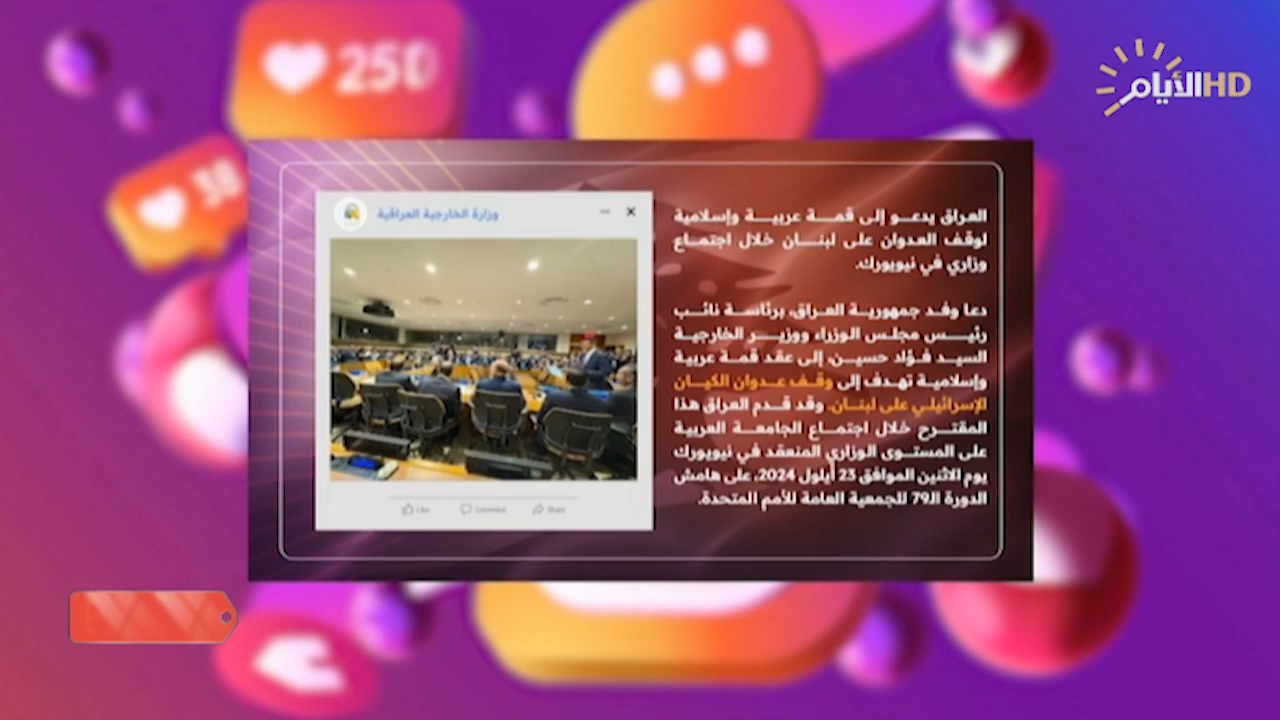 250
30
الأيام HD
وزارة الخارجية العراقية
العراق يدعو إلى قمة عربية وإسلامية
لوقف العدوان على لبنان خلال اجتماع
وزاري في نيويورك.
دعا وفد جمهورية العراق، برئاسة نائب
رئيس مجلس الوزراء ووزير الخارجية
السيد فؤاد حسين، إلى عقد قمة عربية
وإسلامية تهدف إلى وقف عدوان الكيان
الإسرائيلي على لبنان. وقد قدم العراق هذا
المقترح خلال اجتماع الجامعة العربية
على المستوى الوزاري المنعقد في نيويورك
يوم الاثنين الموافق 23 أيلول 2024، على هامش
الدورة الـ79 للجمعية العامة للأمم المتحدة.
Like Comment Share